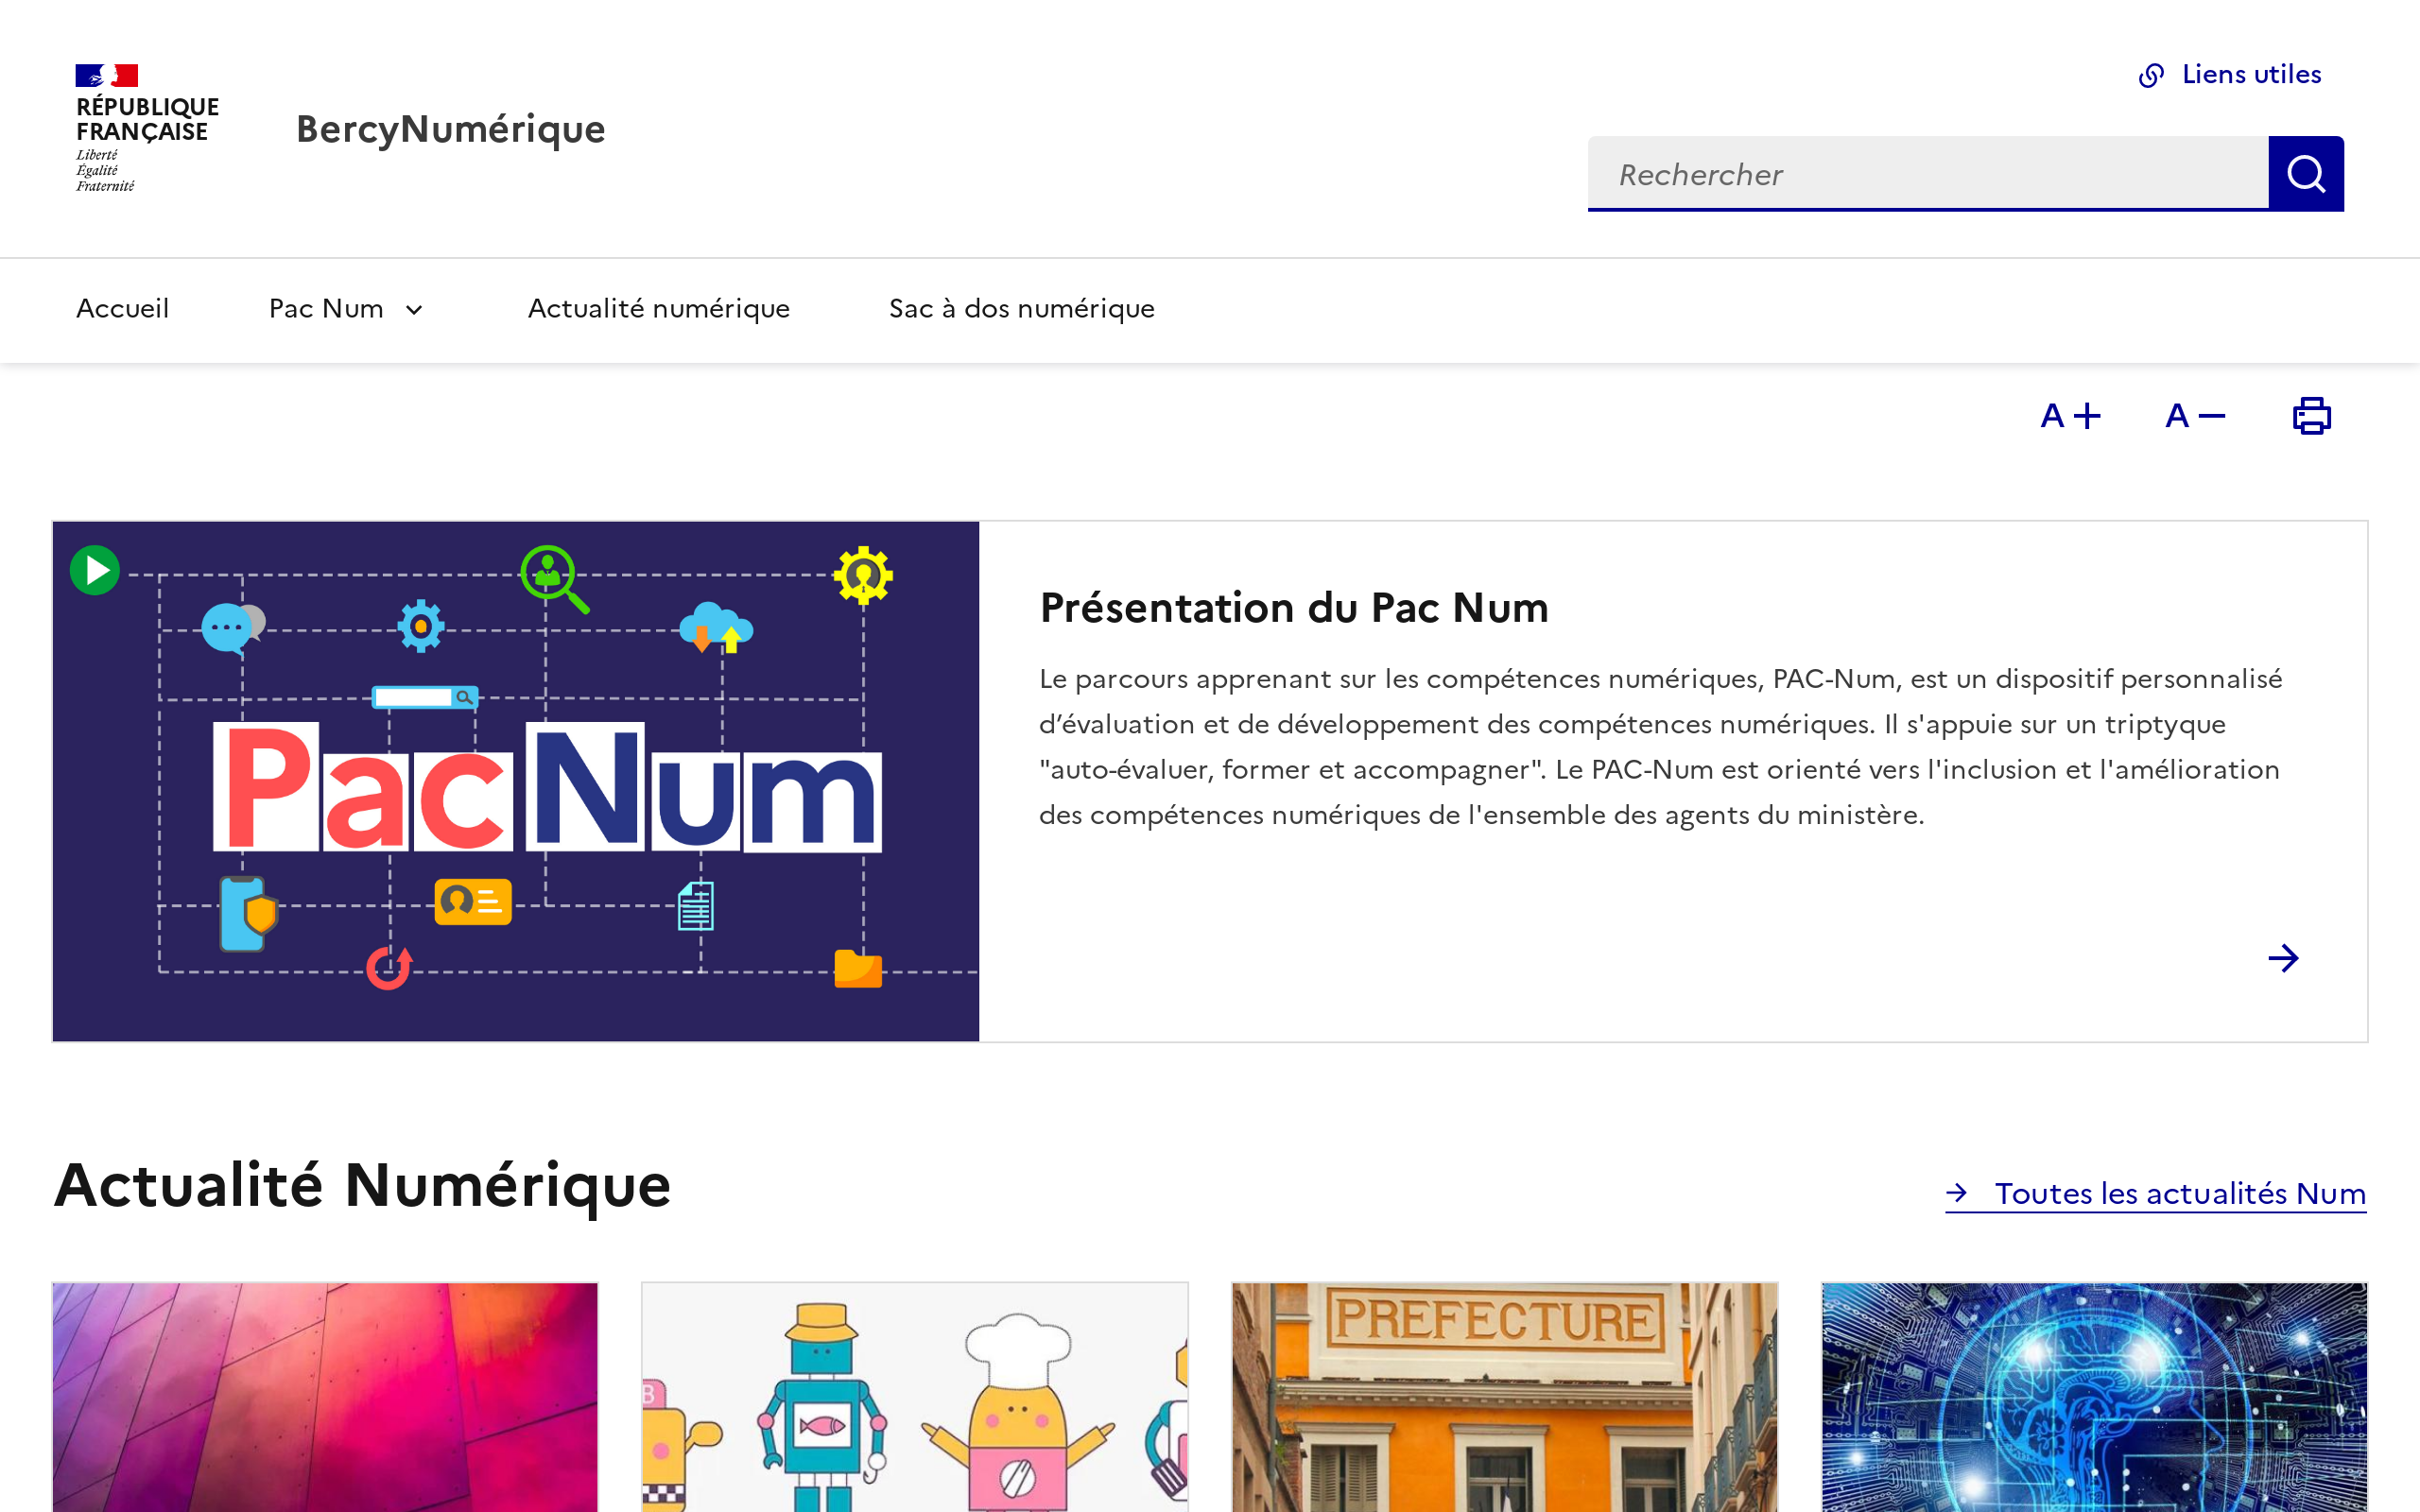 RÉPUBLIQUE
FRANÇAISE
Liberté
Égalité
Fraternité
BercyNumérique
Liens utiles
Rechercher
Accueil
Pac Num
Actualité numérique
Sac à dos numérique
A+
A−
PacNum
Présentation du Pac Num
Le parcours apprenant sur les compétences numériques, PAC-Num, est un dispositif personnalisé
d’évaluation et de développement des compétences numériques. Il s'appuie sur un triptyque
"auto-évaluer, former et accompagner". Le PAC-Num est orienté vers l'inclusion et l'amélioration
des compétences numériques de l'ensemble des agents du ministère.
Actualité Numérique
Toutes les actualités Num
B
PREFECTURE